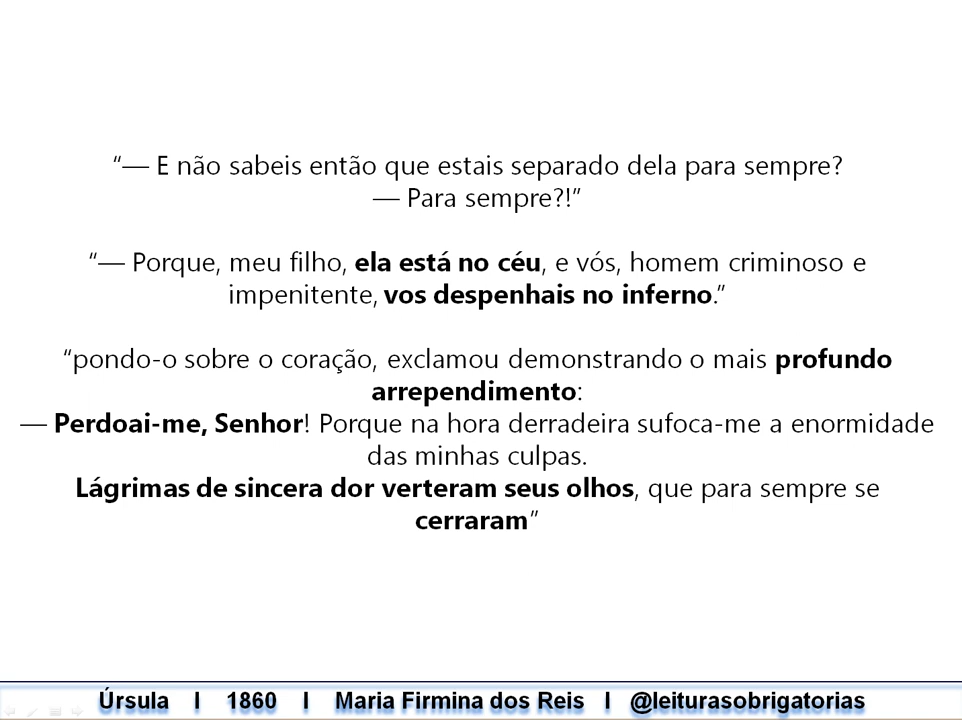 “— E não sabeis então que estais separado dela para sempre?
— Para sempre?!”
“— Porque, meu filho, ela está no céu, e vós, homem criminoso e
impenitente, vos despenhais no inferno.”
“pondo-o sobre o coração, exclamou demonstrando o mais profundo
arrependimento:
— Perdoai-me, Senhor! Porque na hora derradeira sufoca-me a enormidade
das minhas culpas.
Lágrimas de sincera dor verteram seus olhos, que para sempre se
cerraram”
Úrsula I 1860 I Maria Firmina dos Reis I @leiturasobrigatorias